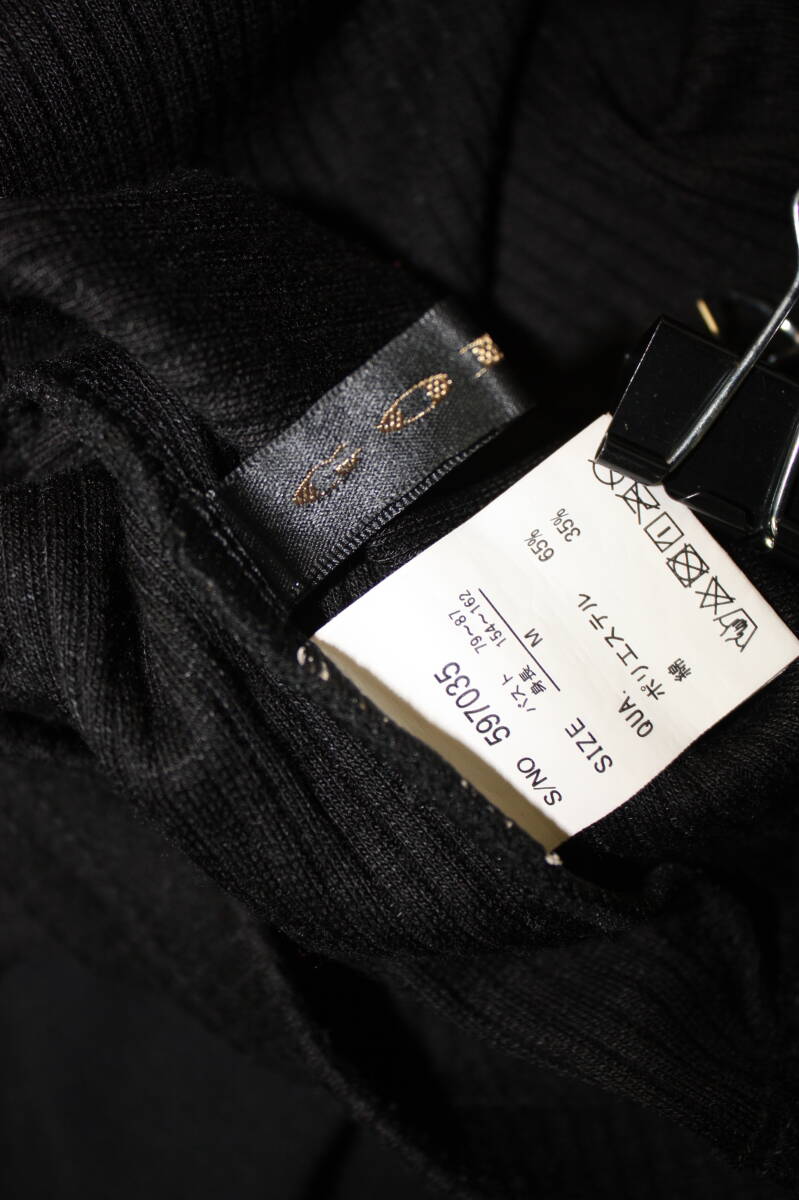 S/NO 597035
SIZE バスト 79~87
身長 154~162
M
QUA.
ポリエステル 65%
綿 35%